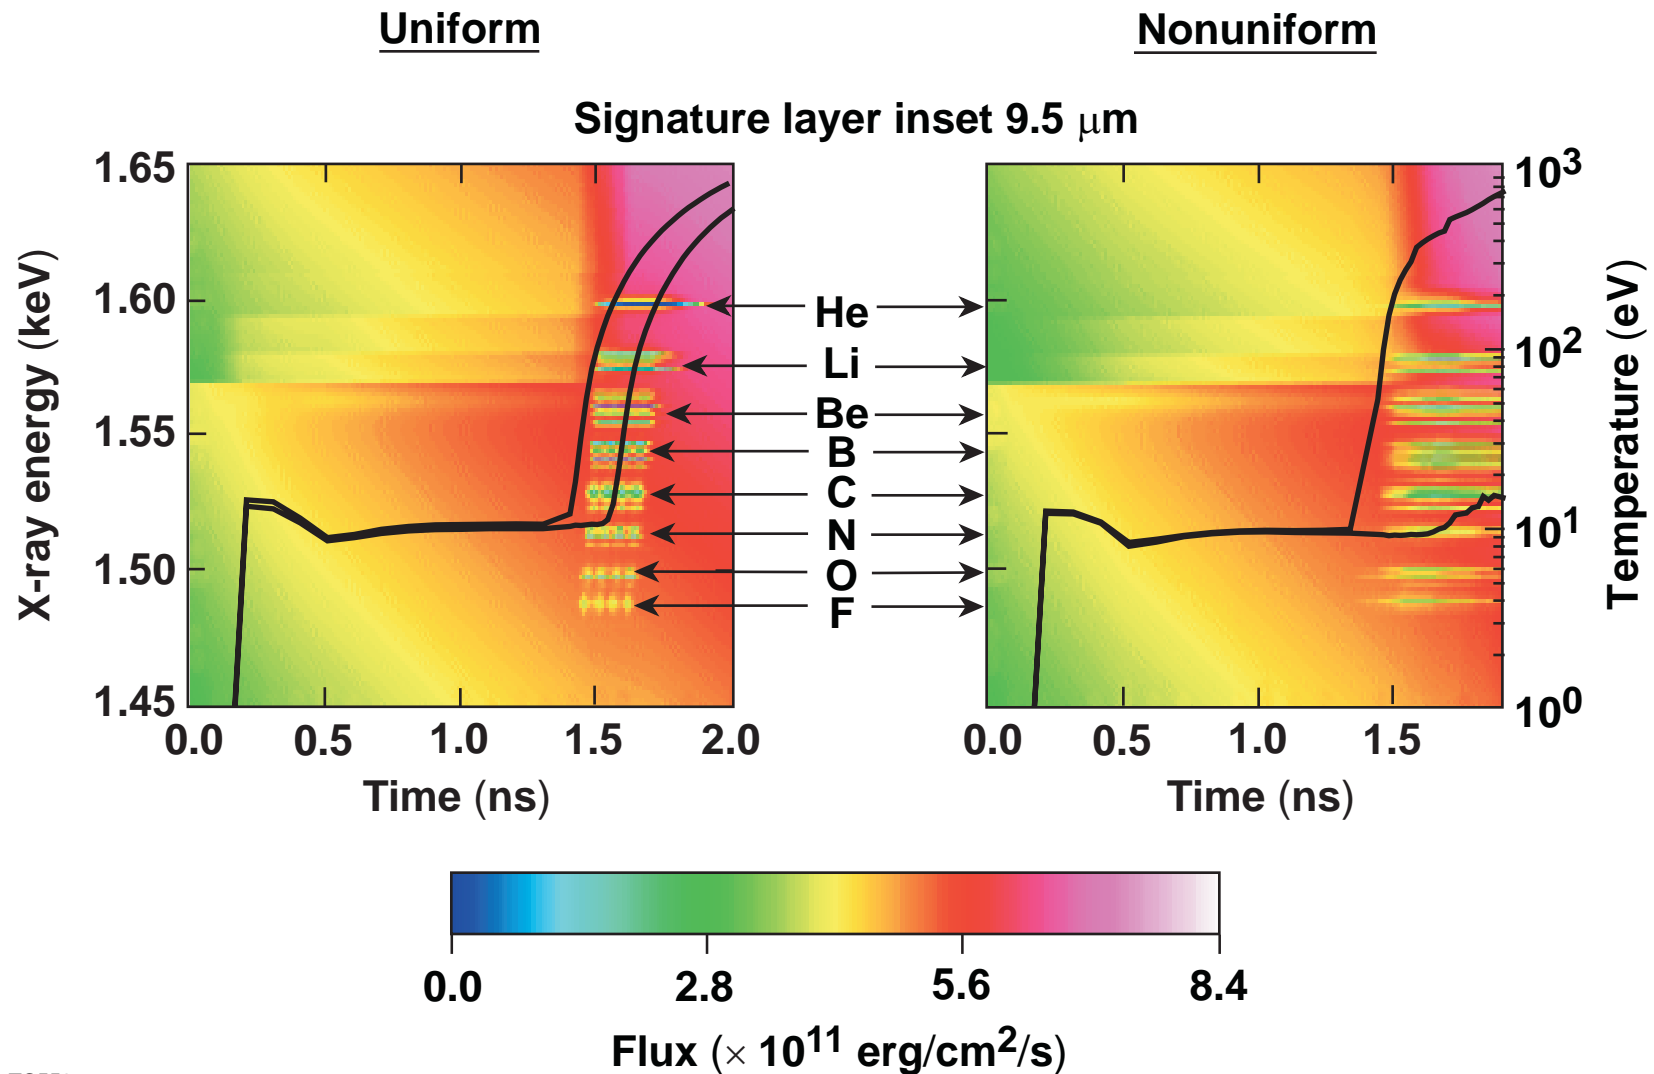 Uniform
Nonuniform
Signature layer inset 9.5 μm
X-ray energy (keV)
1.65
1.60
1.55
1.50
1.45
0.0 0.5 1.0 1.5 2.0
Time (ns)
He
Li
Be
B
C
N
O
F
0.0 0.5 1.0 1.5
Time (ns)
10³
10²
10¹
10⁰
Temperature (eV)
0.0 2.8 5.6 8.4
Flux (× 10¹¹ erg/cm²/s)